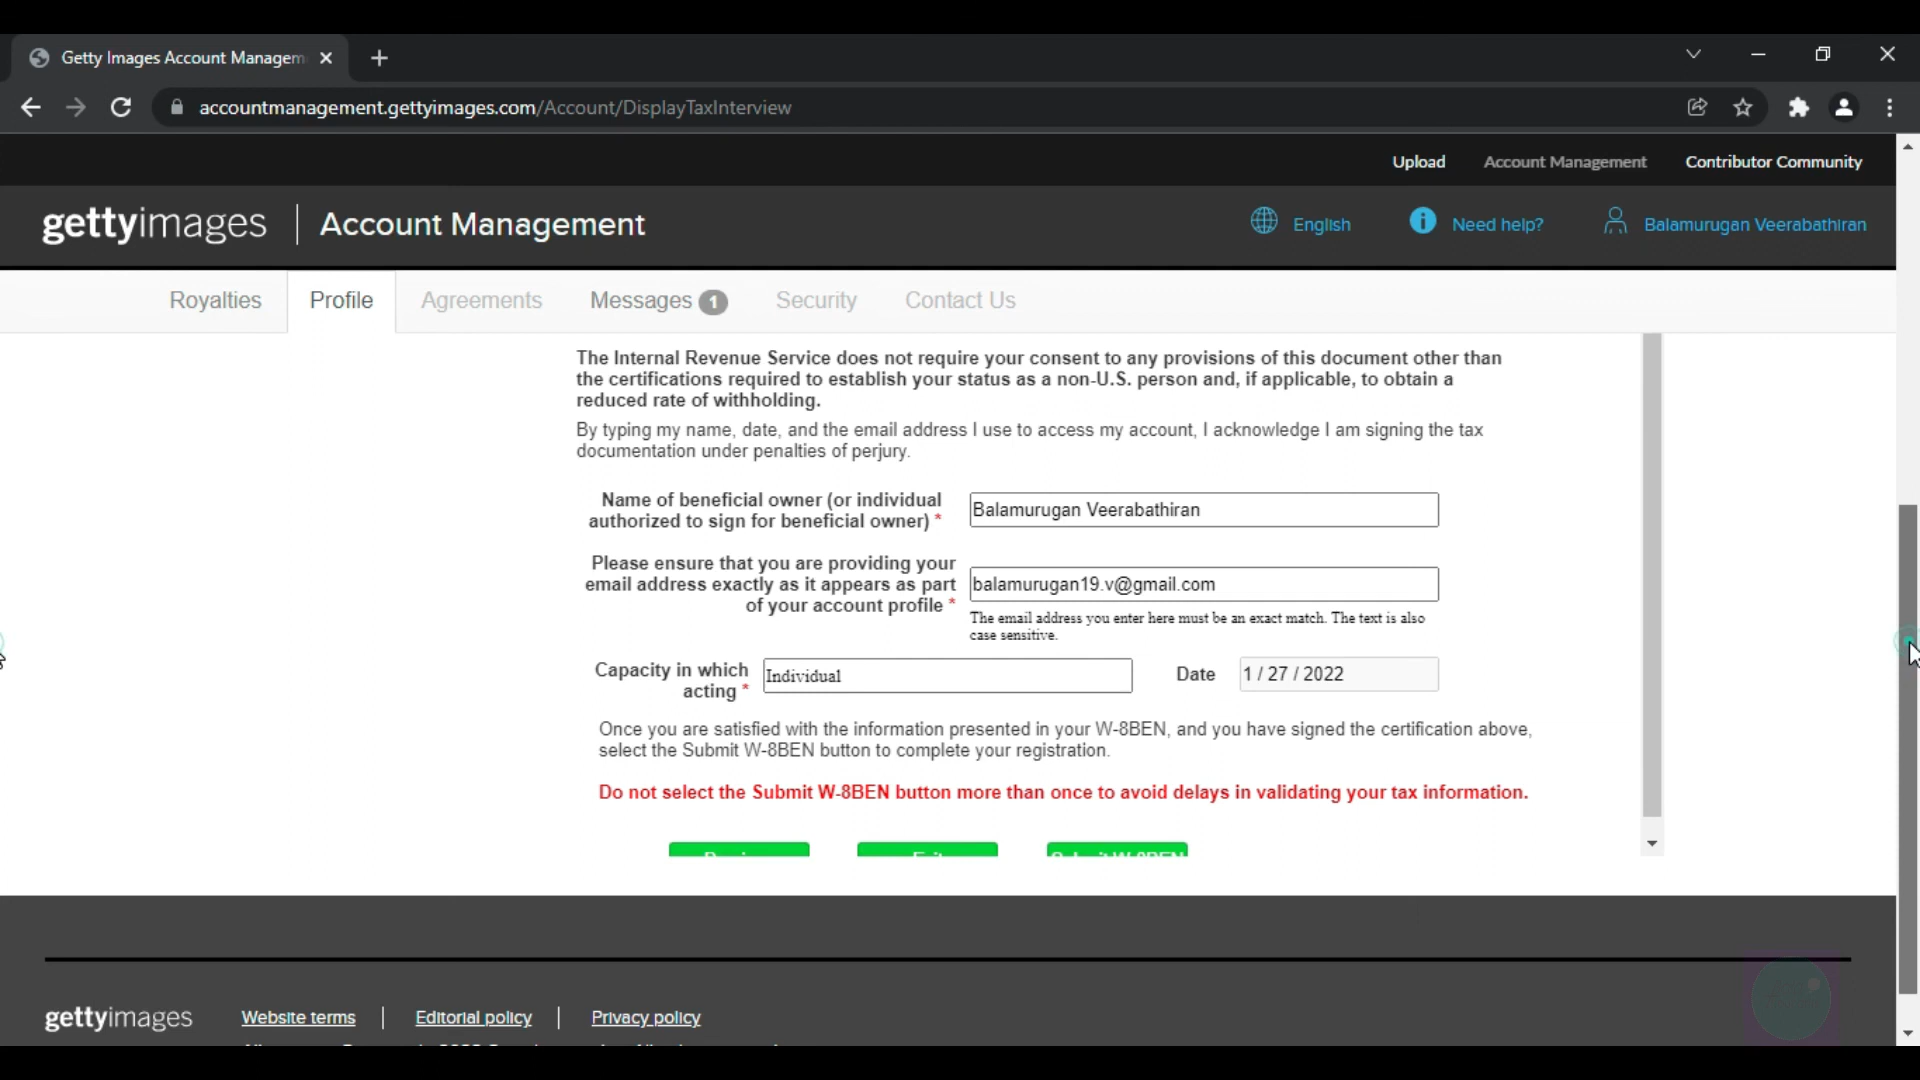 Getty Images Account Managem
accountmanagement.gettyimages.com/Account/DisplayTaxInterview
Upload Account Management Contributor Community
gettyimages Account Management English Need help? Balamurugan Veerabathiran
Royalties Profile Agreements Messages 1 Security Contact Us
The Internal Revenue Service does not require your consent to any provisions of this document other than
the certifications required to establish your status as a non-U.S. person and, if applicable, to obtain a
reduced rate of withholding.
By typing my name, date, and the email address I use to access my account, I acknowledge I am signing the tax
documentation under penalties of perjury.
Name of beneficial owner (or individual
authorized to sign for beneficial owner) *
Balamurugan Veerabathiran
Please ensure that you are providing your
email address exactly as it appears as part
of your account profile *
balamurugan19.v@gmail.com
The email address you enter here must be an exact match. The text is also
case sensitive.
Capacity in which
acting *
Individual
Date 1 / 27 / 2022
Once you are satisfied with the information presented in your W-8BEN, and you have signed the certification above,
select the Submit W-8BEN button to complete your registration.
Do not select the Submit W-8BEN button more than once to avoid delays in validating your tax information.
Submit W-8BEN
gettyimages Website terms Editorial policy Privacy policy